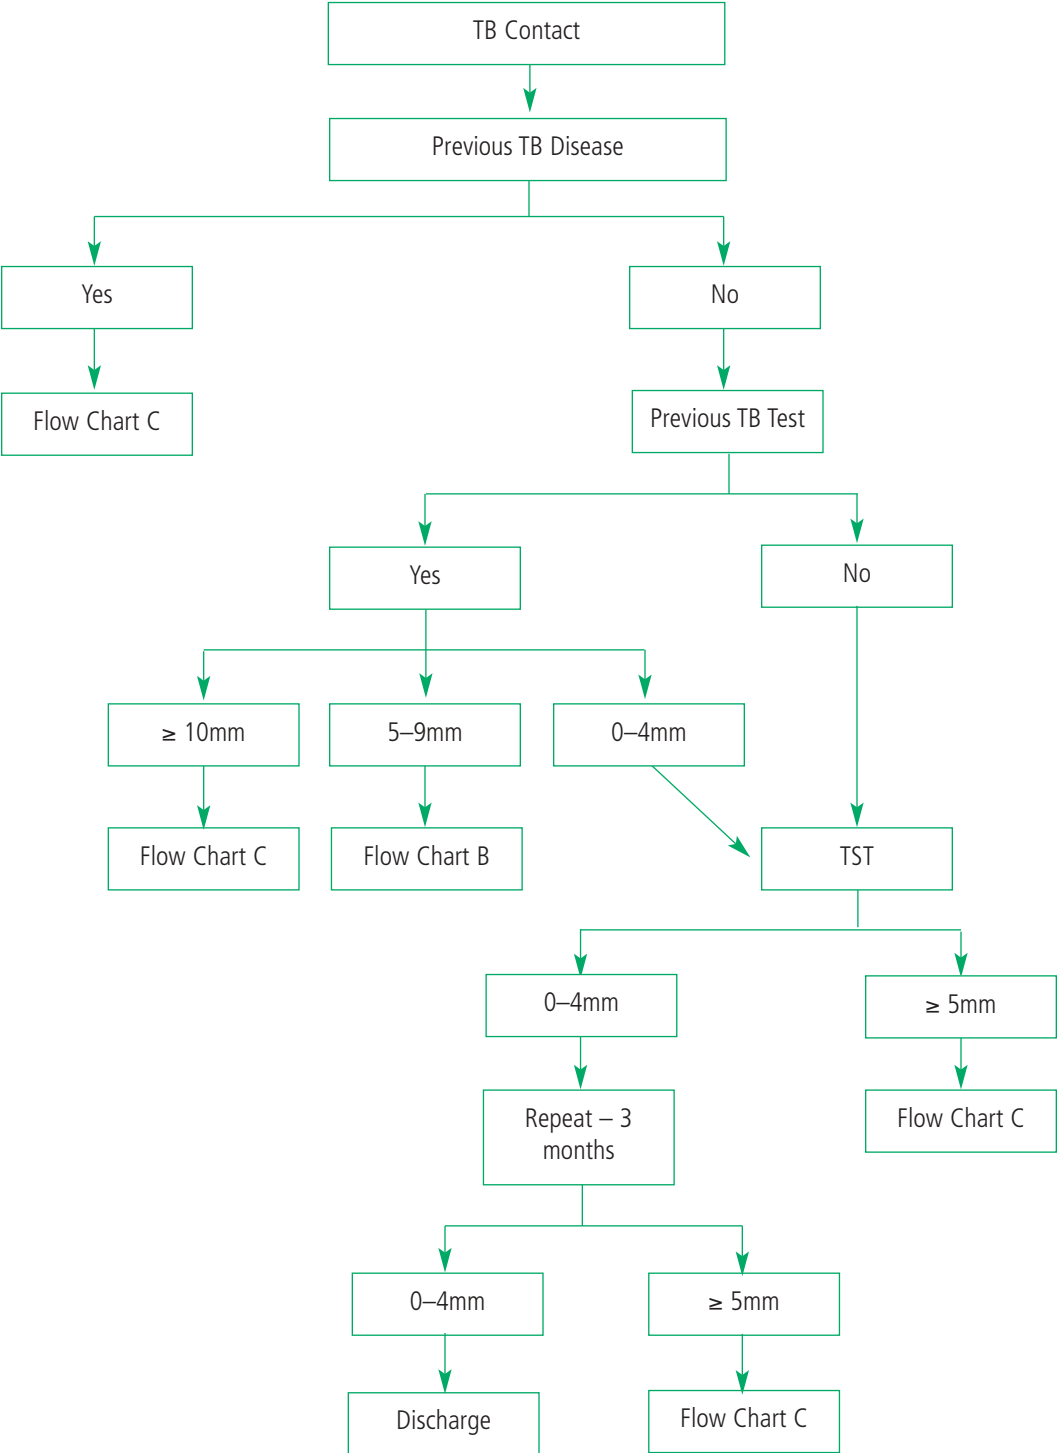 TB Contact
Previous TB Disease
Yes
No
Flow Chart C
Previous TB Test
Yes
No
≥ 10mm
5–9mm
0–4mm
Flow Chart C
Flow Chart B
TST
0–4mm
≥ 5mm
Repeat – 3
months
Flow Chart C
0–4mm
≥ 5mm
Discharge
Flow Chart C